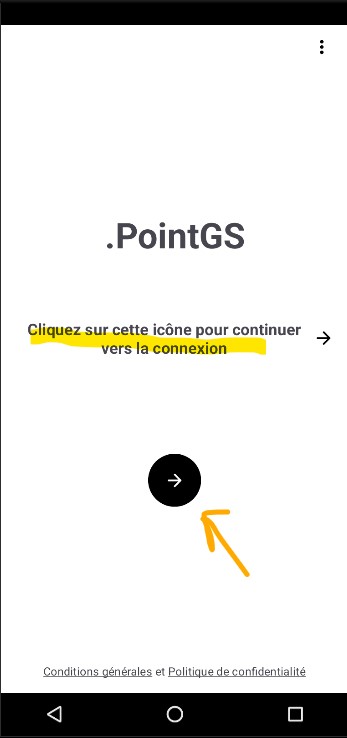 .PointGS
Cliquez sur cette icône pour continuer
vers la connexion
Conditions générales et Politique de confidentialité